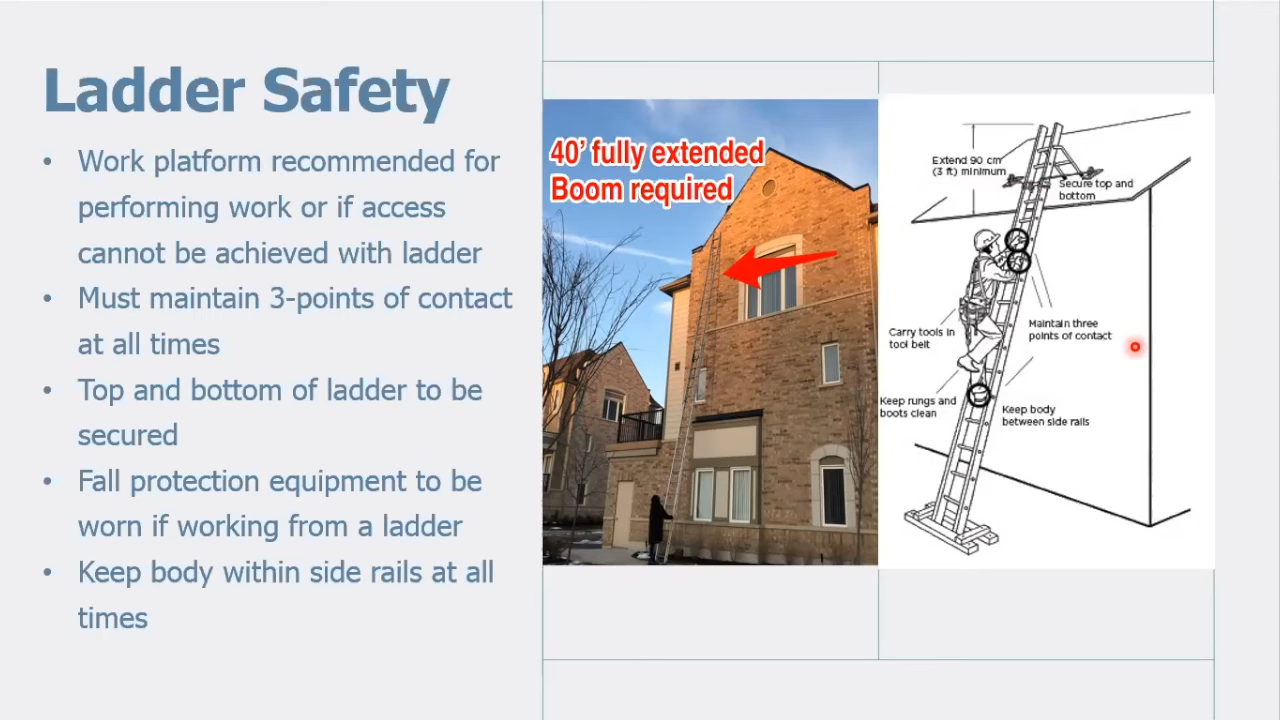 Ladder Safety
• Work platform recommended for
performing work or if access
cannot be achieved with ladder
• Must maintain 3-points of contact
at all times
• Top and bottom of ladder to be
secured
• Fall protection equipment to be
worn if working from a ladder
• Keep body within side rails at all
times
40’ fully extended
Boom required
Extend 90 cm
(3 ft) minimum
Secure top and
bottom
Carry tools in
tool belt
Maintain three
points of contact
Keep rungs and
boots clean
Keep body
between side rails